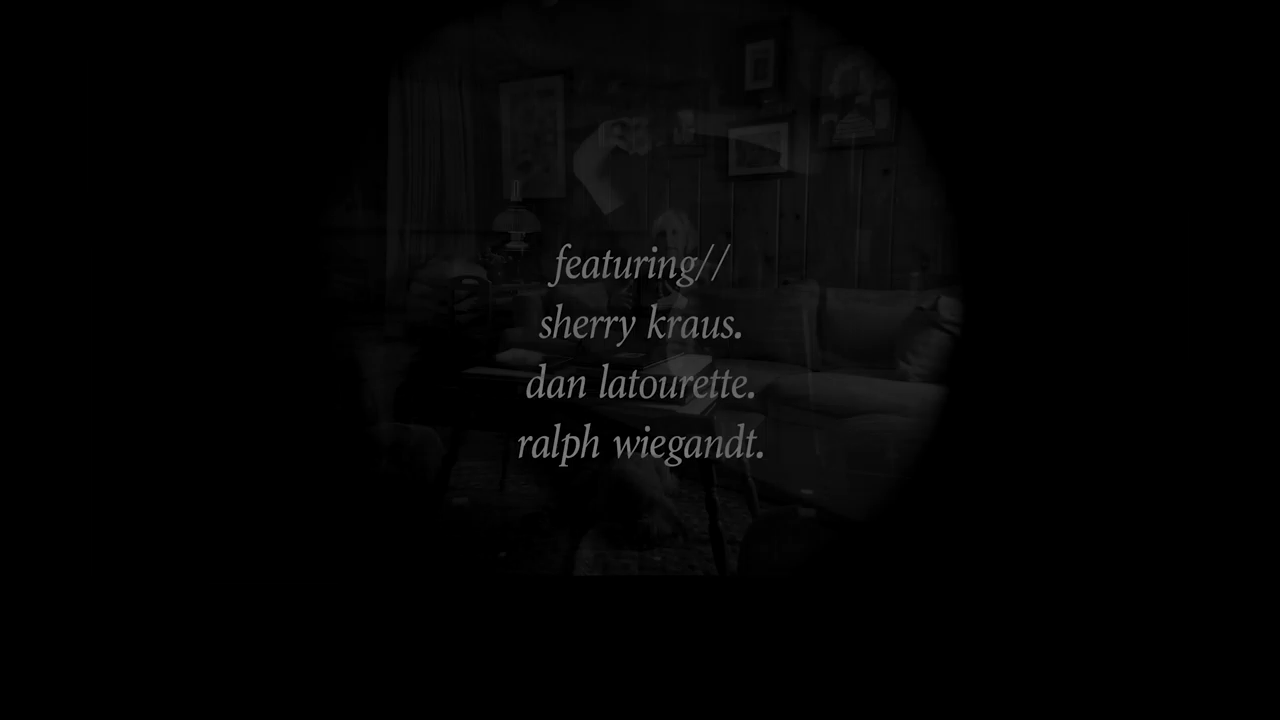 featuring//
sherry kraus.
dan latourette.
ralph wiegandt.